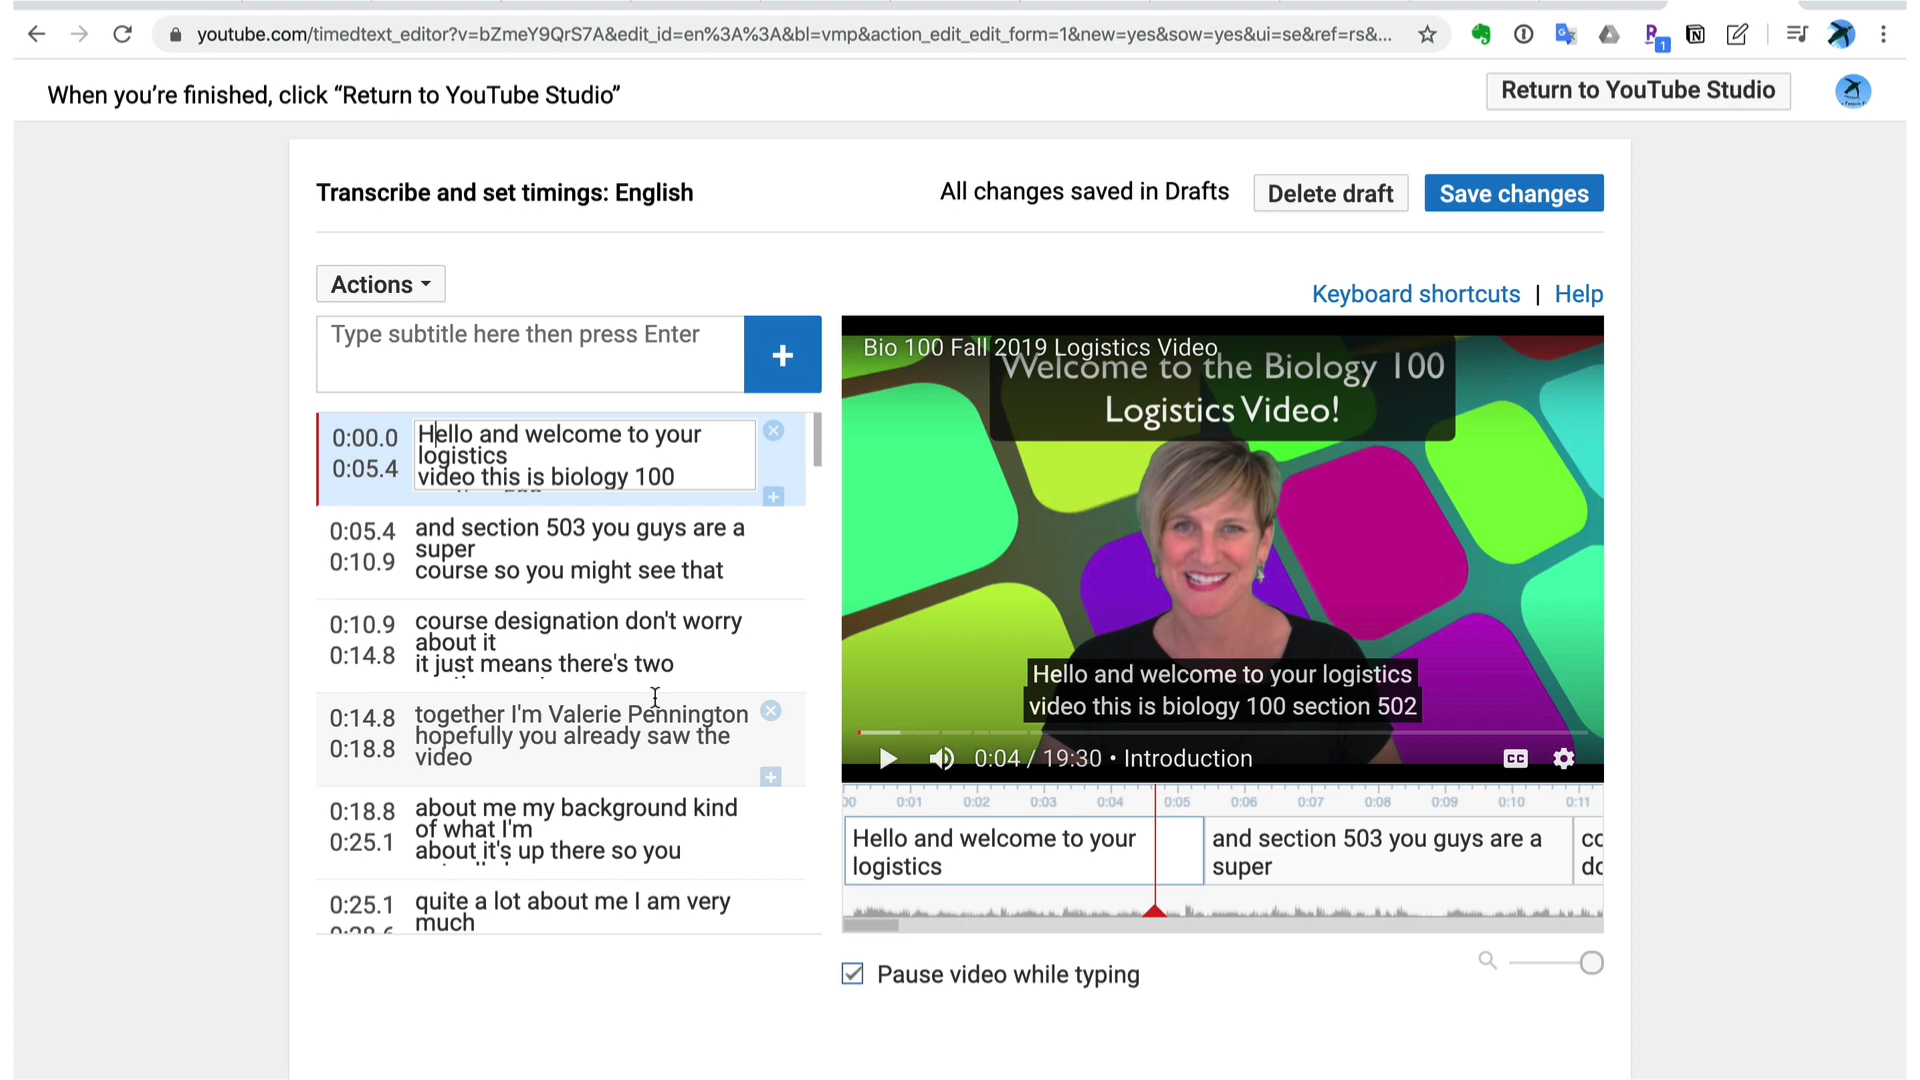 youtube.com/timedtext_editor?v=bZmeY9QrS7A&edit_id=en%3A%3A&bl=vmp&action_edit_edit_form=1&new=yes&sow=yes&ui=se&ref=rs&...
1
When you’re finished, click “Return to YouTube Studio”
Return to YouTube Studio
Transcribe and set timings: English
All changes saved in Drafts
Delete draft
Save changes
Actions
Keyboard shortcuts | Help
Type subtitle here then press Enter
+
0:00.0
0:05.4
Hello and welcome to your
logistics
video this is biology 100
0:05.4
0:10.9
and section 503 you guys are a
super
course so you might see that
0:10.9
0:14.8
course designation don't worry
about it
it just means there's two
0:14.8
0:18.8
together I'm Valerie Pennington
hopefully you already saw the
video
0:18.8
0:25.1
about me my background kind
of what I'm
about it's up there so you
0:25.1
quite a lot about me I am very
much
Bio 100 Fall 2019 Logistics Video
Welcome to the Biology 100
Logistics Video!
Hello and welcome to your logistics
video this is biology 100 section 502
0:04 / 19:30 • Introduction
CC
00 0:01 0:02 0:03 0:04 0:05 0:06 0:07 0:08 0:09 0:10 0:11
Hello and welcome to your
logistics
and section 503 you guys are a
super
Pause video while typing